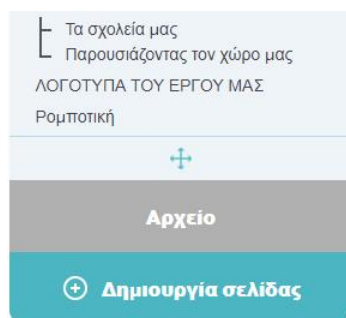 Τα σχολεία μας
Παρουσιάζοντας τον χώρο μας
ΛΟΓΟΤΥΠΑ ΤΟΥ ΕΡΓΟΥ ΜΑΣ
Ρομποτική
Αρχείο
Δημιουργία σελίδας